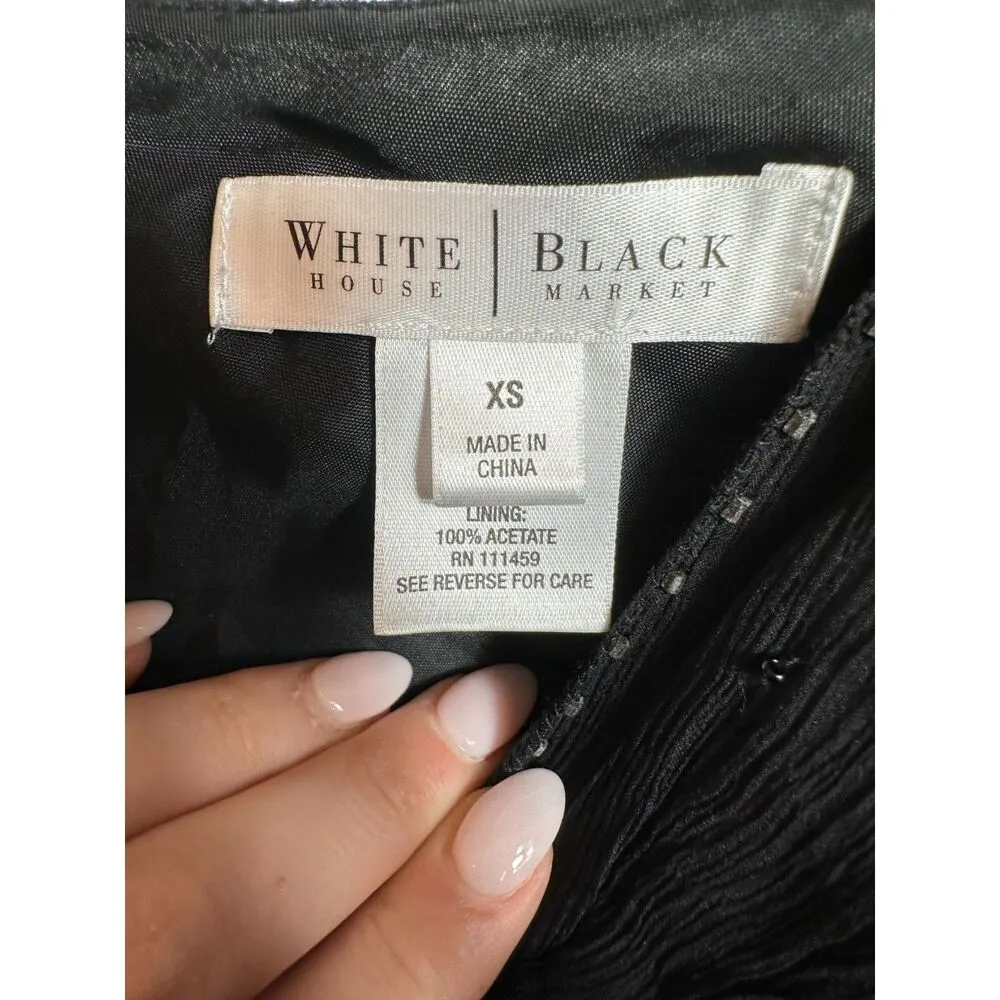 WHITE | BLACK
HOUSE MARKET
XS
MADE IN
CHINA
LINING:
100% ACETATE
RN 111459
SEE REVERSE FOR CARE